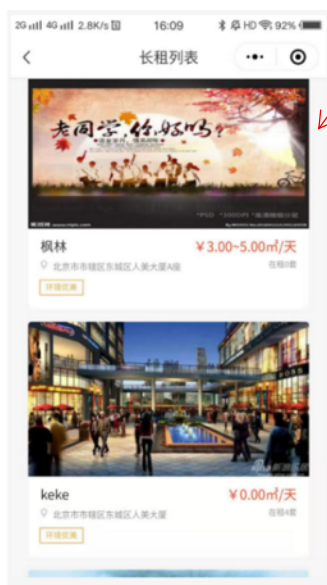 2G 4G 2.8K/s 16:09 HD 92%
长租列表
老同学,你好吗?
枫林 ￥3.00~5.00㎡/天
北京市市辖区东城区人美大厦A座 在租0套
环境优美
keke ￥0.00㎡/天
北京市市辖区东城区人美大厦 在租4套
环境优美